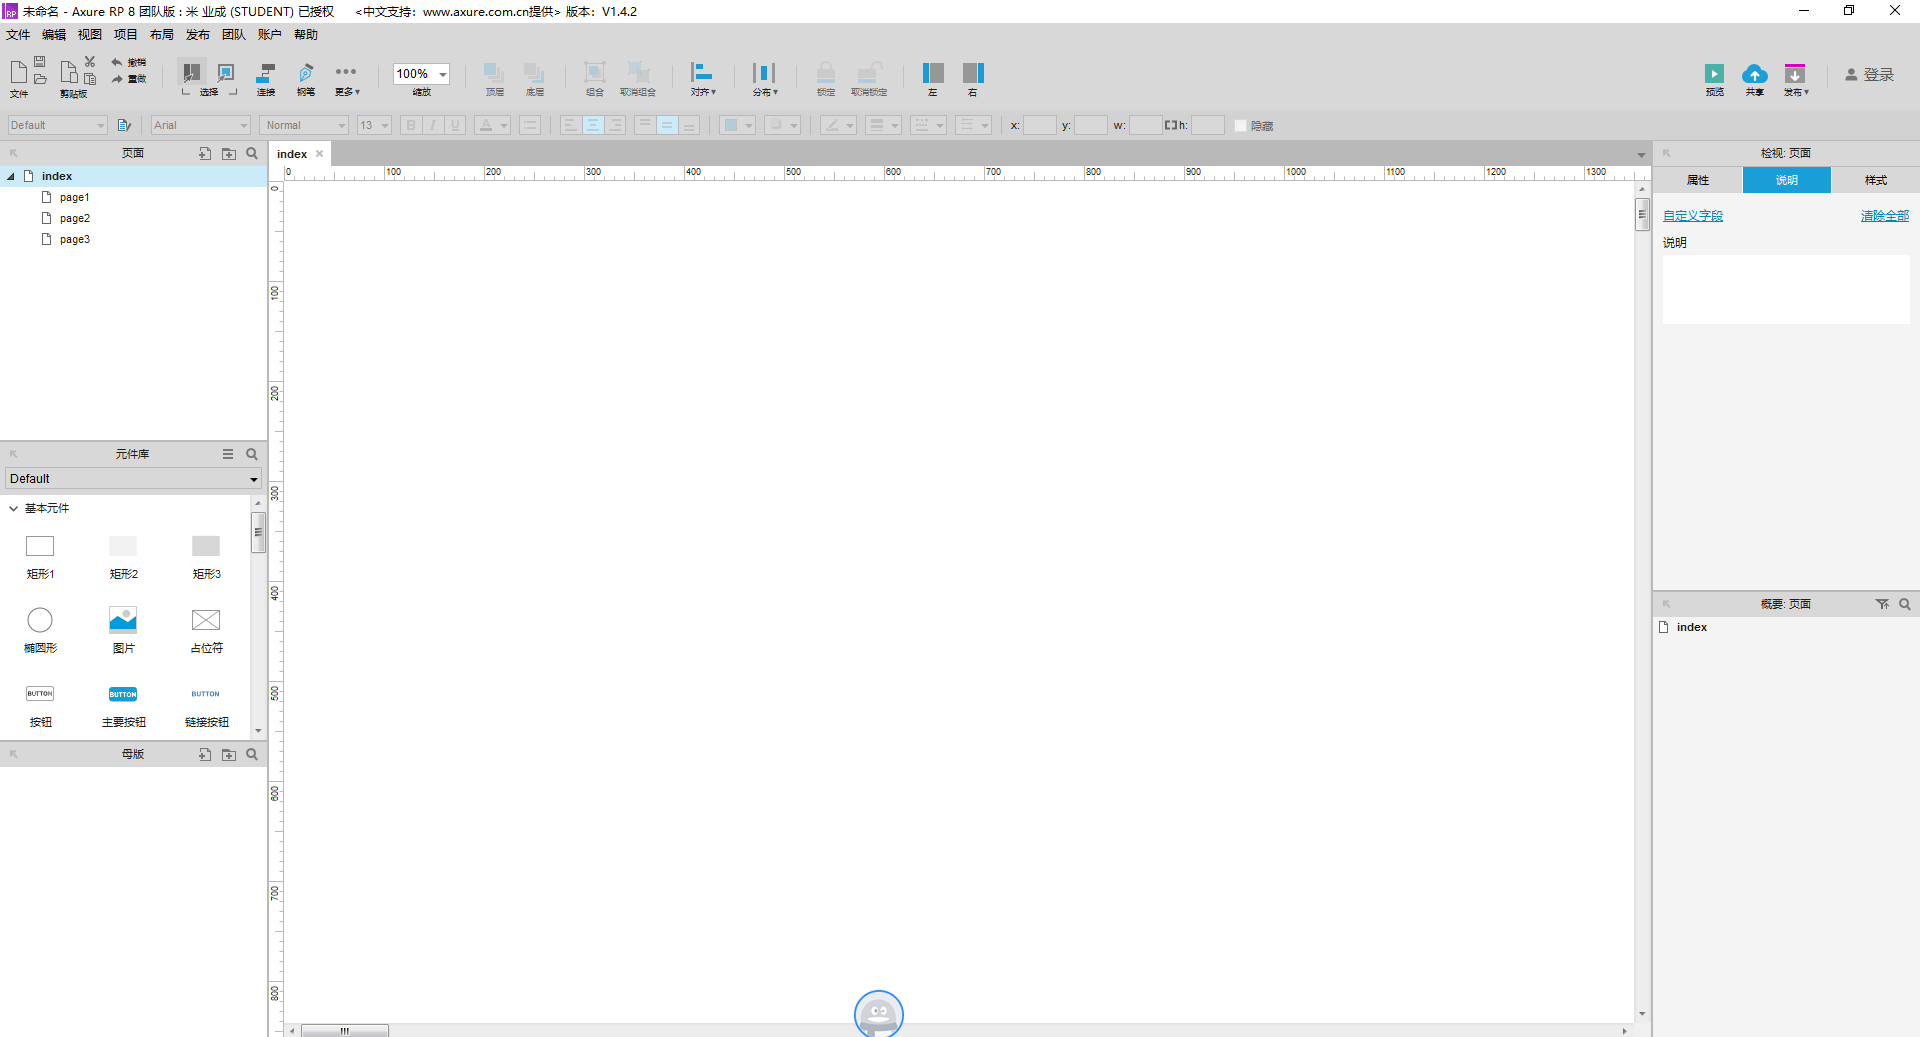 未命名 - Axure RP 8 团队版 : 米 业成 (STUDENT) 已授权 <中文支持：www.axure.com.cn提供> 版本：V1.4.2
文件 编辑 视图 项目 布局 发布 团队 账户 帮助
文件 剪贴板 撤销 重做 选择 连接 钢笔 更多 100% 缩放 顶层 底层 组合 取消组合 对齐 分布 锁定 取消锁定 左 右 预览 共享 发布 登录
Default Arial Normal 13 B I U A x: y: w: h: 隐藏
页面
index
page1
page2
page3
元件库
Default
基本元件
矩形1 矩形2 矩形3
椭圆形 图片 占位符
BUTTON BUTTON BUTTON
按钮 主要按钮 链接按钮
母版
index
0 100 200 300 400 500 600 700 800 900 1000 1100 1200 1300
0
100
200
300
400
500
600
700
800
检视: 页面
属性 说明 样式
自定义字段 清除全部
说明
概要: 页面
index